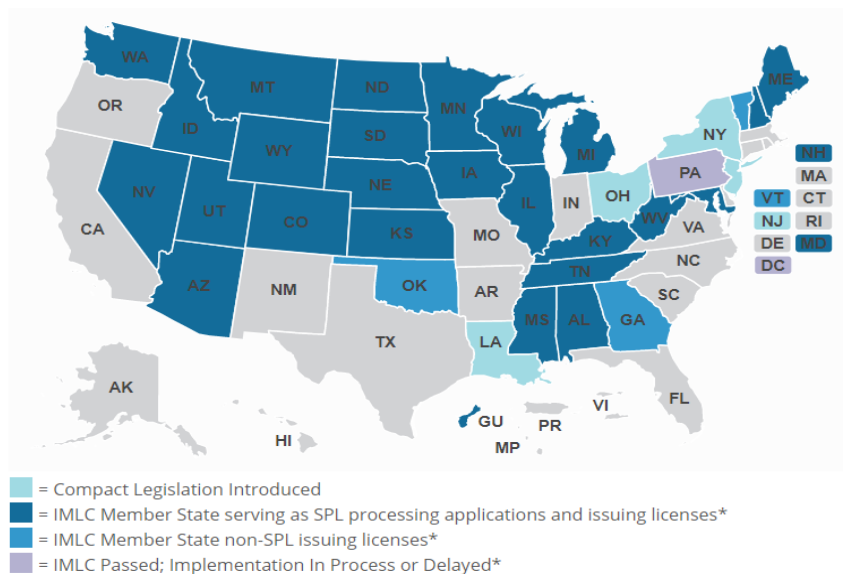 WA
MT
ND
MN
ME
OR
ID
SD
WI
NY
WY
MI
NH
IA
PA
MA
NE
NV
OH
IL
IN
VT
CT
UT
CO
WV
NJ
RI
CA
KS
MO
KY
VA
DE
MD
NC
DC
TN
AZ
OK
NM
AR
SC
MS
AL
GA
LA
TX
AK
FL
VI
GU
PR
HI
MP
= Compact Legislation Introduced
= IMLC Member State serving as SPL processing applications and issuing licenses*
= IMLC Member State non-SPL issuing licenses*
= IMLC Passed; Implementation In Process or Delayed*